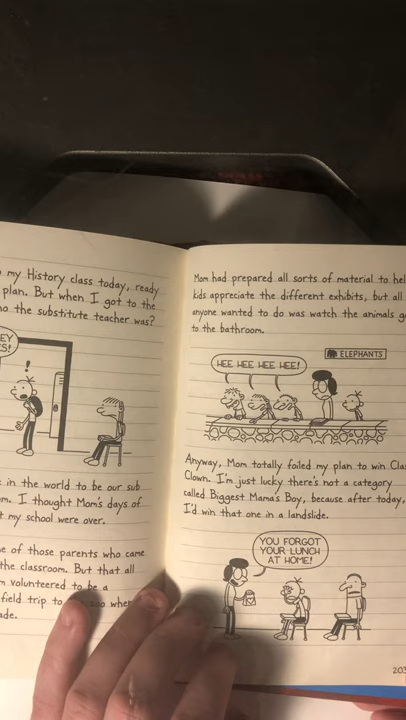 my History class today, ready
plan. But when I got to the
the substitute teacher was?
!
in the world to be our sub
I thought Mom's days of
my school were over.
of those parents who came
the classroom. But that all
volunteered to be a
field trip to
Mom had prepared all sorts of material to
kids appreciate the different exhibits, but all
anyone wanted to do was watch the animals
to the bathroom.
ELEPHANTS
HEE HEE HEE HEE!
Anyway, Mom totally foiled my plan to win
Clown. I'm just lucky there's not a category
called Biggest Mama's Boy, because after today,
I'd win that one in a landslide.
YOU FORGOT
YOUR LUNCH
AT HOME!
203